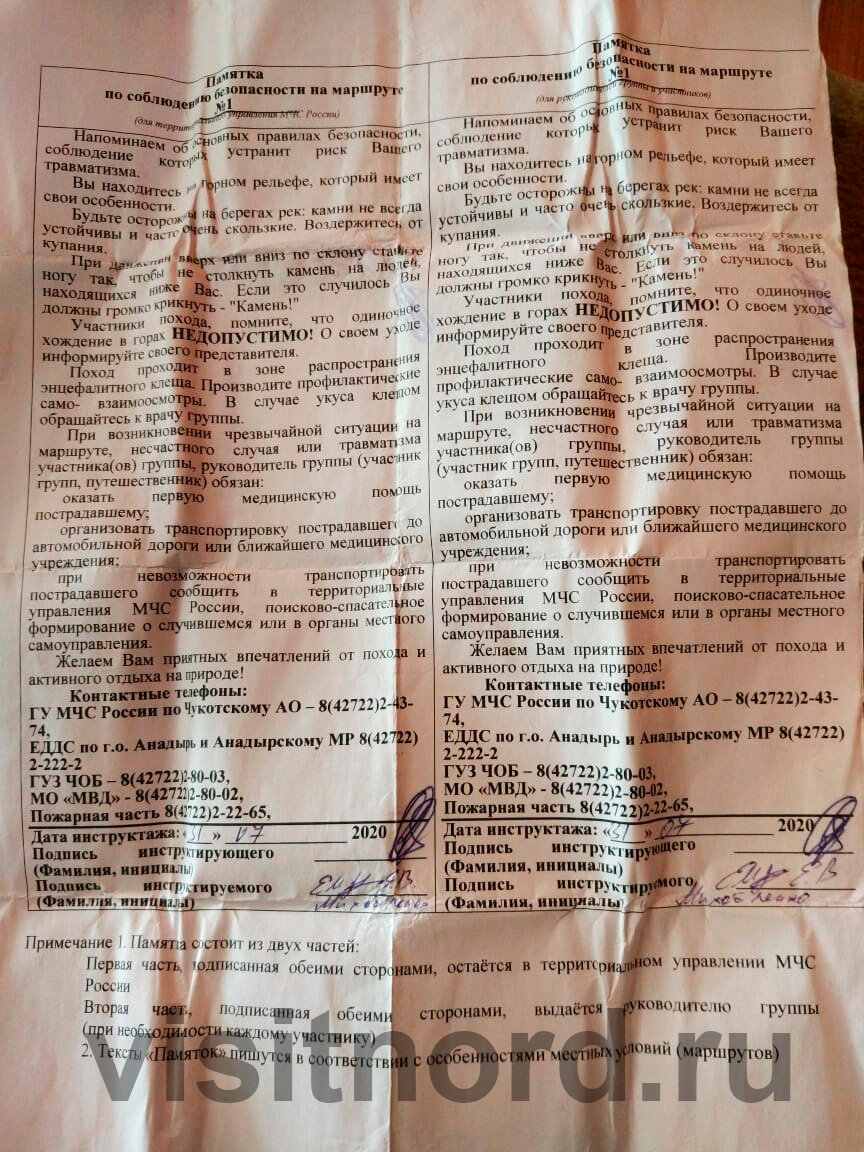 Памятка
по соблюдению безопасности на маршруте
№1
(для территориального управления МЧС России)
Напоминаем об основных правилах безопасности,
соблюдение которых устранит риск Вашего
травматизма.
Вы находитесь на горном рельефе, который имеет
свои особенности.
Будьте осторожны на берегах рек: камни не всегда
устойчивы и часто очень скользкие. Воздержитесь от
купания.
При движении вверх или вниз по склону ставьте
ногу так, чтобы не столкнуть камень на людей,
находящихся ниже Вас. Если это случилось Вы
должны громко крикнуть - "Камень!"
Участники похода, помните, что одиночное
хождение в горах НЕДОПУСТИМО! О своем уходе
информируйте своего представителя.
Поход проходит в зоне распространения
энцефалитного клеща. Производите профилактические
само- взаимоосмотры. В случае укуса клещом
обращайтесь к врачу группы.
При возникновении чрезвычайной ситуации на
маршруте, несчастного случая или травматизма
участника(ов) группы, руководитель группы (участник
групп, путешественник) обязан:
оказать первую медицинскую помощь
пострадавшему;
организовать транспортировку пострадавшего до
автомобильной дороги или ближайшего медицинского
учреждения;
при невозможности транспортировать
пострадавшего сообщить в территориальные
управления МЧС России, поисково-спасательное
формирование о случившемся или в органы местного
самоуправления.
Желаем Вам приятных впечатлений от похода и
активного отдыха на природе!
Контактные телефоны:
ГУ МЧС России по Чукотскому АО – 8(42722)2-43-
74,
ЕДДС по г.о. Анадырь и Анадырскому МР 8(42722)
2-222-2
ГУЗ ЧОБ – 8(42722)2-80-03,
МО «МВД» - 8(42722)2-80-02,
Пожарная часть 8(42722)2-22-65,
Дата инструктажа: «31» 07 2020
Подпись инструктирующего
(Фамилия, инициалы)
Подпись инструктируемого
(Фамилия, инициалы)
Памятка
по соблюдению безопасности на маршруте
№1
(для руководителя группы и участников)
Напоминаем об основных правилах безопасности,
соблюдение которых устранит риск Вашего
травматизма.
Вы находитесь на горном рельефе, который имеет
свои особенности.
Будьте осторожны на берегах рек: камни не всегда
устойчивы и часто очень скользкие. Воздержитесь от
купания.
При движении вверх или вниз по склону ставьте
ногу так, чтобы не столкнуть камень на людей,
находящихся ниже Вас. Если это случилось Вы
должны громко крикнуть - "Камень!"
Участники похода, помните, что одиночное
хождение в горах НЕДОПУСТИМО! О своем уходе
информируйте своего представителя.
Поход проходит в зоне распространения
энцефалитного клеща. Производите
профилактические само- взаимоосмотры. В случае
укуса клещом обращайтесь к врачу группы.
При возникновении чрезвычайной ситуации на
маршруте, несчастного случая или травматизма
участника(ов) группы, руководитель группы
(участник групп, путешественник) обязан:
оказать первую медицинскую помощь
пострадавшему;
организовать транспортировку пострадавшего до
автомобильной дороги или ближайшего медицинского
учреждения;
при невозможности транспортировать
пострадавшего сообщить в территориальные
управления МЧС России, поисково-спасательное
формирование о случившемся или в органы местного
самоуправления.
Желаем Вам приятных впечатлений от похода и
активного отдыха на природе!
Контактные телефоны:
ГУ МЧС России по Чукотскому АО – 8(42722)2-43-
74,
ЕДДС по г.о. Анадырь и Анадырскому МР 8(42722)
2-222-2
ГУЗ ЧОБ – 8(42722)2-80-03,
МО «МВД» - 8(42722)2-80-02,
Пожарная часть 8(42722)2-22-65,
Дата инструктажа: «31» 07 2020
Подпись инструктирующего
(Фамилия, инициалы)
Подпись инструктируемого
(Фамилия, инициалы)
Примечание 1. Памятка состоит из двух частей:
Первая часть, подписанная обеими сторонами, остаётся в территориальном управлении МЧС
России
Вторая часть, подписанная обеими сторонами, выдаётся руководителю группы
(при необходимости каждому участнику)
2. Тексты «Памяток» пишутся в соответствии с особенностями местных условий (маршрутов)
visitnord.ru